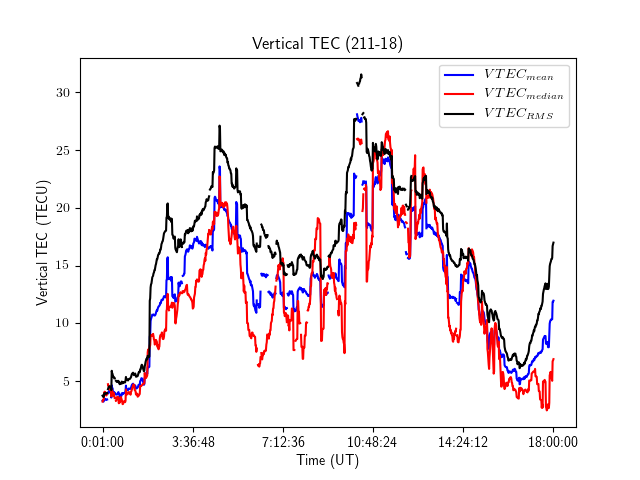 Vertical TEC (211-18)
VTEC_mean
VTEC_median
VTEC_RMS
Vertical TEC (TECU)
30
25
20
15
10
5
0:01:00 3:36:48 7:12:36 10:48:24 14:24:12 18:00:00
Time (UT)